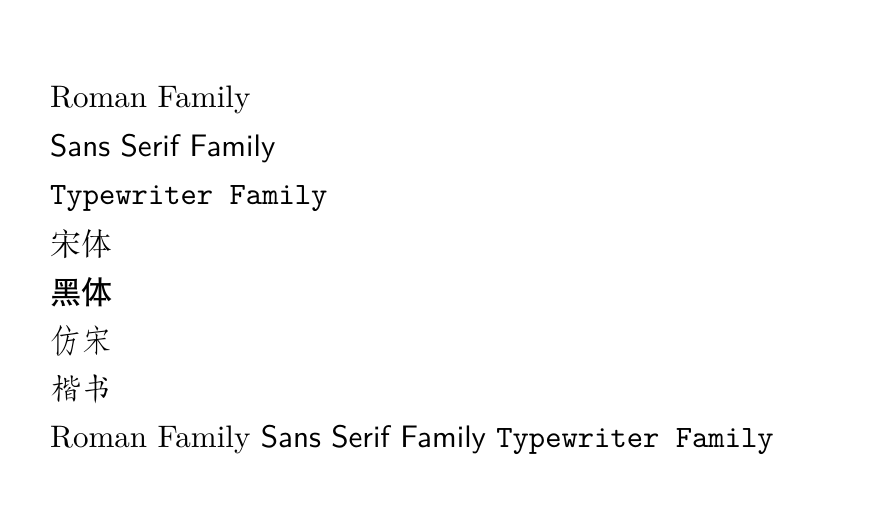 Roman Family
Sans Serif Family
Typewriter Family
宋体
黑体
仿宋
楷书
Roman Family Sans Serif Family Typewriter Family